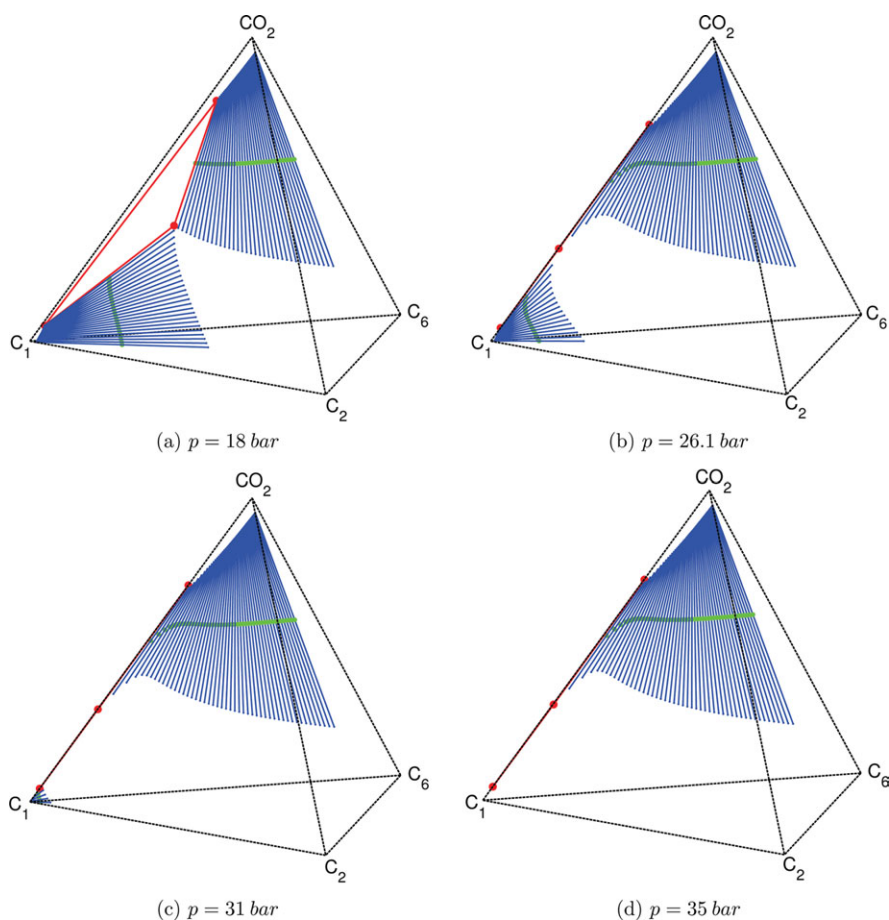 CO2
C1
C6
C2
(a) p = 18 bar
CO2
C1
C6
C2
(b) p = 26.1 bar
CO2
C1
C6
C2
(c) p = 31 bar
CO2
C1
C6
C2
(d) p = 35 bar